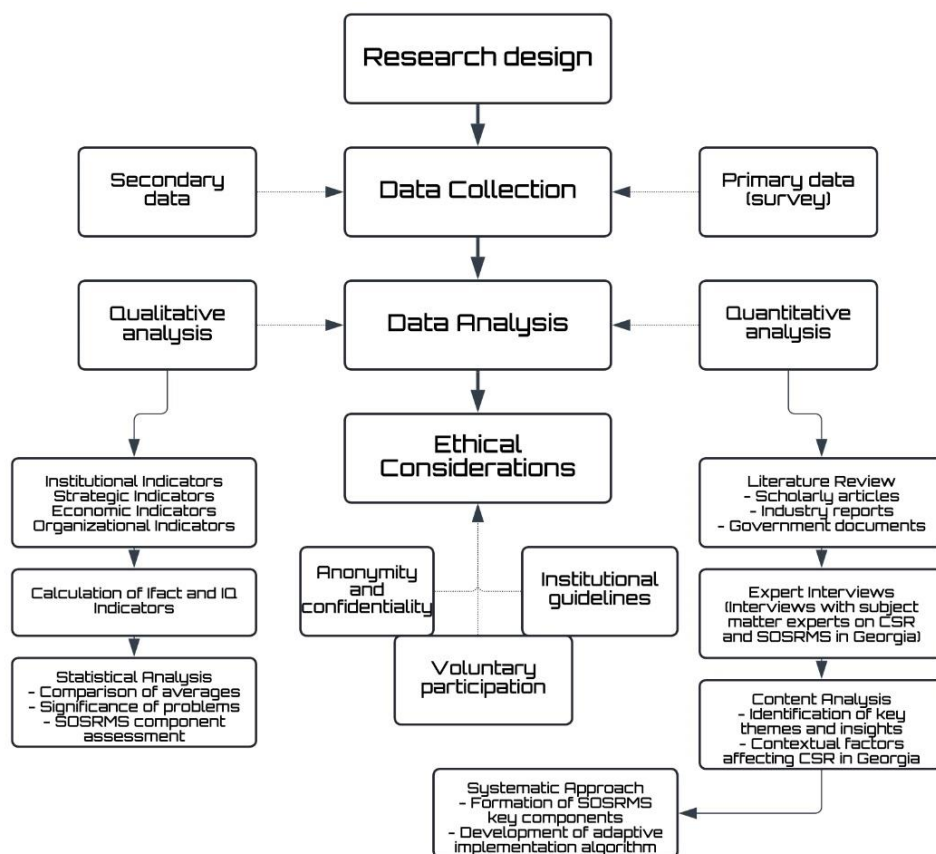 Research design
Secondary
data
Data Collection
Primary data
(survey)
Qualitative
analysis
Data Analysis
Quantitative
analysis
Ethical
Considerations
Institutional Indicators
Strategic Indicators
Economic Indicators
Organizational Indicators
Literature Review
- Scholarly articles
- Industry reports
- Government documents
Anonymity
and
confidentiality
Institutional
guidelines
Voluntary
participation
Calculation of Ifact and IQ
Indicators
Expert Interviews
(Interviews with subject
matter experts on CSR
and SOSRMS in Georgia)
Statistical Analysis
- Comparison of averages
- Significance of problems
- SOSRMS component
assessment
Content Analysis
- Identification of key
themes and insights
- Contextual factors
affecting CSR in Georgia
Systematic Approach
- Formation of SOSRMS
key components
- Development of adaptive
implementation algorithm